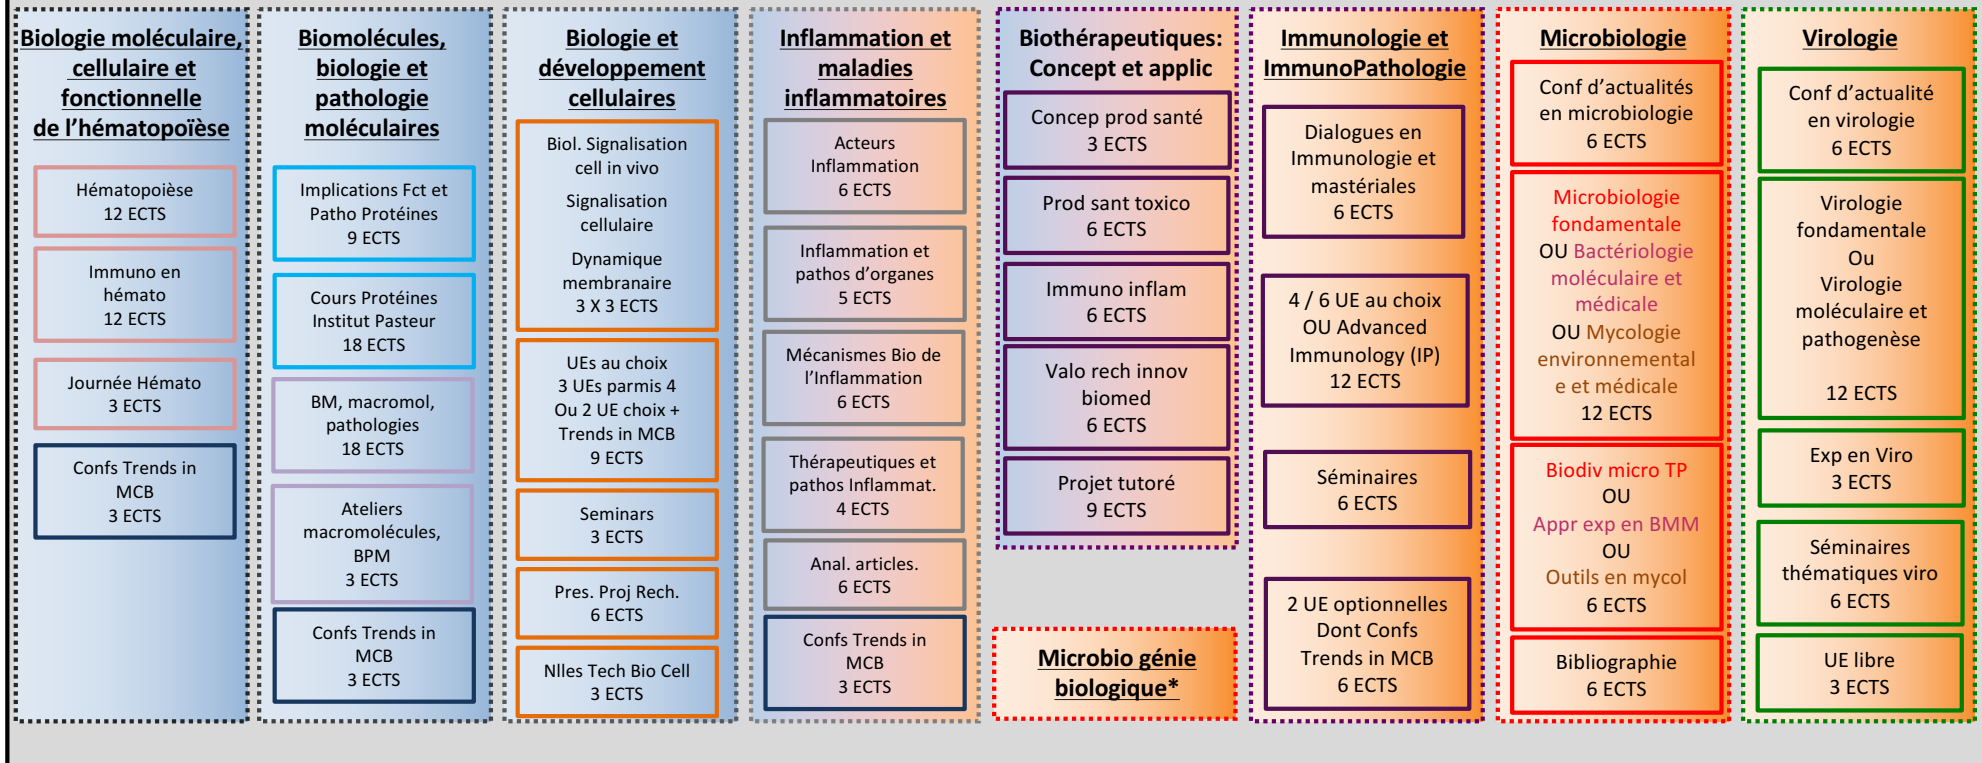 Biologie moléculaire,
cellulaire et
fonctionnelle
de l’hématopoïèse
Hématopoièse
12 ECTS
Immuno en
hémato
12 ECTS
Journée Hémato
3 ECTS
Confs Trends in
MCB
3 ECTS
Biomolécules,
biologie et
pathologie
moléculaires
Implications Fct et
Patho Protéines
9 ECTS
Cours Protéines
Institut Pasteur
18 ECTS
BM, macromol,
pathologies
18 ECTS
Ateliers
macromolécules,
BPM
3 ECTS
Confs Trends in
MCB
3 ECTS
Biologie et
développement
cellulaires
Biol. Signalisation
cell in vivo
Signalisation
cellulaire
Dynamique
membranaire
3 X 3 ECTS
UEs au choix
3 UEs parmis 4
Ou 2 UE choix +
Trends in MCB
9 ECTS
Seminars
3 ECTS
Pres. Proj Rech.
6 ECTS
Nlles Tech Bio Cell
3 ECTS
Inflammation et
maladies
inflammatoires
Acteurs
Inflammation
6 ECTS
Inflammation et
pathos d’organes
5 ECTS
Mécanismes Bio de
l’Inflammation
6 ECTS
Thérapeutiques et
pathos Inflammat.
4 ECTS
Anal. articles.
6 ECTS
Confs Trends in
MCB
3 ECTS
Biothérapeutiques:
Concept et applic
Concep prod santé
3 ECTS
Prod sant toxico
6 ECTS
Immuno inflam
6 ECTS
Valo rech innov
biomed
6 ECTS
Projet tutoré
9 ECTS
Microbio génie
biologique*
Immunologie et
ImmunoPathologie
Dialogues en
Immunologie et
mastériales
6 ECTS
4 / 6 UE au choix
OU Advanced
Immunology (IP)
12 ECTS
Séminaires
6 ECTS
2 UE optionnelles
Dont Confs
Trends in MCB
6 ECTS
Microbiologie
Conf d’actualités
en microbiologie
6 ECTS
Microbiologie
fondamentale
OU Bactériologie
moléculaire et
médicale
OU Mycologie
environnemental
e et médicale
12 ECTS
Biodiv micro TP
OU
Appr exp en BMM
OU
Outils en mycol
6 ECTS
Bibliographie
6 ECTS
Virologie
Conf d’actualité
en virologie
6 ECTS
Virologie
fondamentale
Ou
Virologie
moléculaire et
pathogenèse
12 ECTS
Exp en Viro
3 ECTS
Séminaires
thématiques viro
6 ECTS
UE libre
3 ECTS